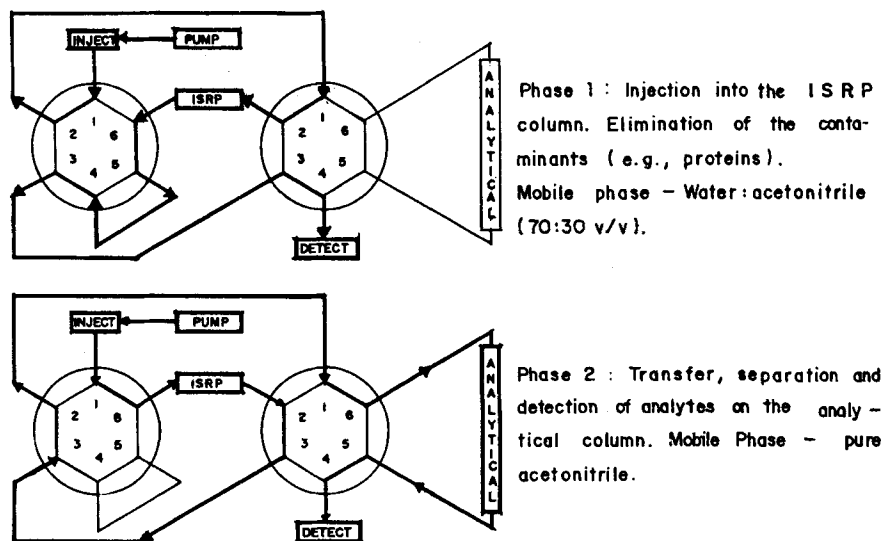 INJECT PUMP
ISRP
1
2 6
3 5
4
1
2 6
3 5
4
DETECT
ANALYTICAL
Phase 1 : Injection into the ISRP
column. Elimination of the conta-
minants ( e.g., proteins).
Mobile phase - Water:acetonitrile
(70:30 v/v).
INJECT PUMP
ISRP
1
2 6
3 5
4
1
2 6
3 5
4
DETECT
ANALYTICAL
Phase 2 : Transfer, separation and
detection of analytes on the analy-
tical column. Mobile Phase - pure
acetonitrile.